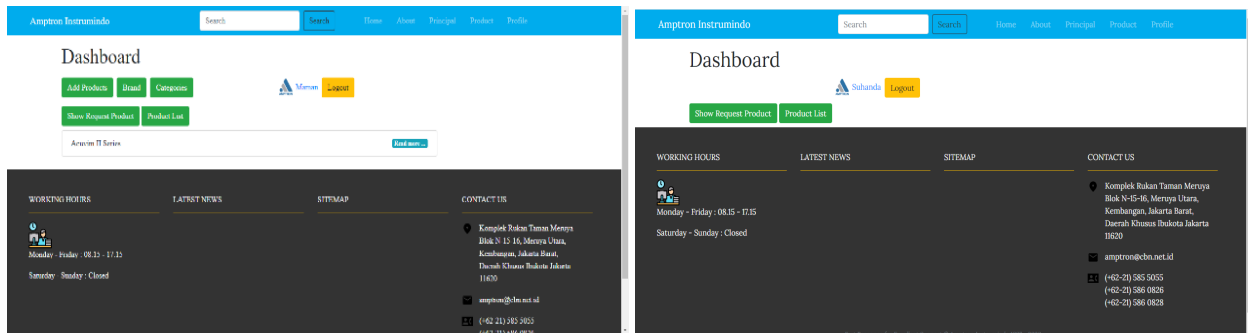 Amptron Instrumindo Search Search Home About Principal Product Profile
Dashboard
Add Products Brand Categories Maman Logout
Show Request Product Product List
Acuvim II Series Read more ...
WORKING HOURS LATEST NEWS SITEMAP CONTACT US
Komplek Rukan Taman Meruya
Blok N-15-16, Meruya Utara,
Kembangan, Jakarta Barat,
Daerah Khusus Ibukota Jakarta
11620
Monday - Friday : 08.15 - 17.15
Saturday - Sunday : Closed
amptron@cbn.net.id
(+62-21) 585 5055
(+62-21) 586 0826
Amptron Instrumindo Search Search Home About Principal Product Profile
Dashboard
Suhanda Logout
Show Request Product Product List
WORKING HOURS LATEST NEWS SITEMAP CONTACT US
Komplek Rukan Taman Meruya
Blok N-15-16, Meruya Utara,
Kembangan, Jakarta Barat,
Daerah Khusus Ibukota Jakarta
11620
Monday - Friday : 08.15 - 17.15
Saturday - Sunday : Closed
amptron@cbn.net.id
(+62-21) 585 5055
(+62-21) 586 0826
(+62-21) 586 0828